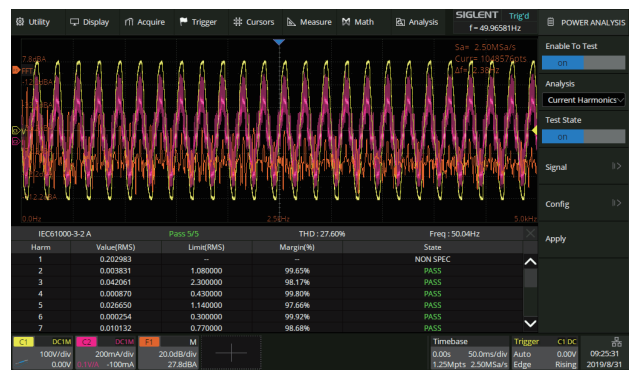 Utility Display Acquire Trigger Cursors Measure Math Analysis SIGLENT Trig'd POWER ANALYSIS
f = 49.96581Hz
Sa= 2.50MSa/s
Enable To Test
on
Analysis
Current Harmonics
Test State
on
Signal
Config
Apply
0.0Hz 5.0kHz
IEC61000-3-2 A Pass 5/5 THD : 27.60% Freq : 50.04Hz
Harm Value(RMS) Limit(RMS) Margin(%) State
1 0.202983 -- -- NON SPEC
2 0.003831 1.080000 99.65% PASS
3 0.042061 2.300000 98.17% PASS
4 0.000870 0.430000 99.80% PASS
5 0.026650 1.140000 97.66% PASS
6 0.000254 0.300000 99.92% PASS
7 0.010132 0.770000 98.68% PASS
C1 DC1M C2 DC1M F1 M Timebase Trigger C1 DC
100V/div 200mA/div 20.0dB/div 0.00s 50.0ms/div Auto 0.00V 09:25:31
0.00V -100mA 27.8dBA 1.25Mpts 2.50MSa/s Edge Rising 2019/8/31